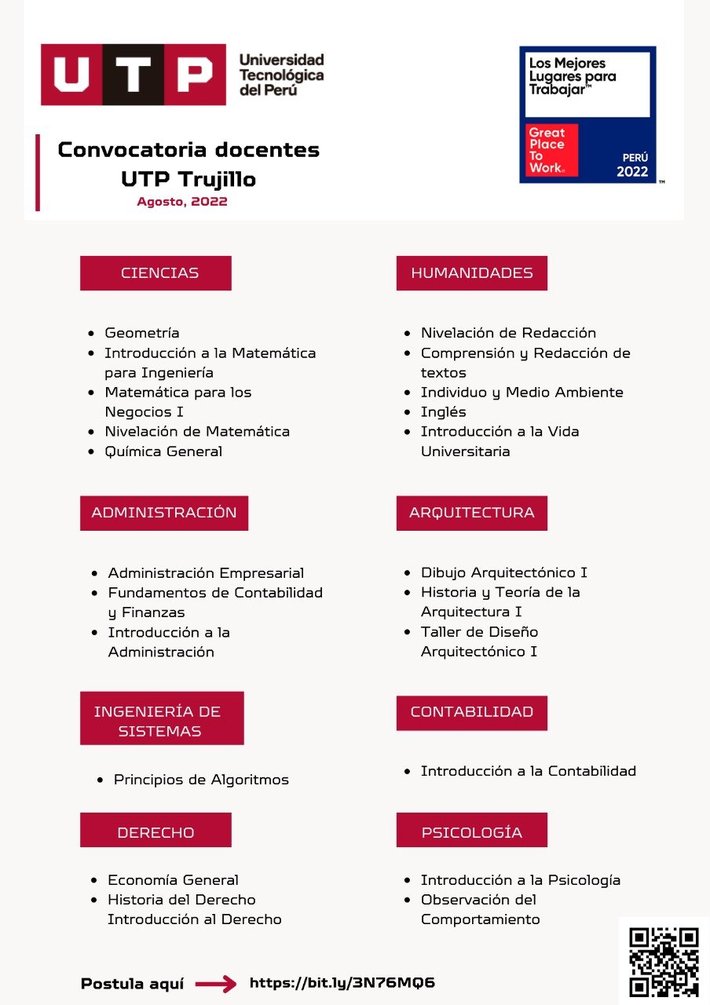 UTP
Universidad
Tecnológica
del Perú
Los Mejores
Lugares para
Trabajar™
Great
Place
To
Work®
PERÚ
2022
™
Convocatoria docentes
UTP Trujillo
Agosto, 2022
CIENCIAS
• Geometría
• Introducción a la Matemática
para Ingeniería
• Matemática para los
Negocios I
• Nivelación de Matemática
• Química General
HUMANIDADES
• Nivelación de Redacción
• Comprensión y Redacción de
textos
• Individuo y Medio Ambiente
• Inglés
• Introducción a la Vida
Universitaria
ADMINISTRACIÓN
• Administración Empresarial
• Fundamentos de Contabilidad
y Finanzas
• Introducción a la
Administración
ARQUITECTURA
• Dibujo Arquitectónico I
• Historia y Teoría de la
Arquitectura I
• Taller de Diseño
Arquitectónico I
INGENIERÍA DE
SISTEMAS
• Principios de Algoritmos
CONTABILIDAD
• Introducción a la Contabilidad
DERECHO
• Economía General
• Historia del Derecho
Introducción al Derecho
PSICOLOGÍA
• Introducción a la Psicología
• Observación del
Comportamiento
Postula aquí → https://bit.ly/3N76MQ6